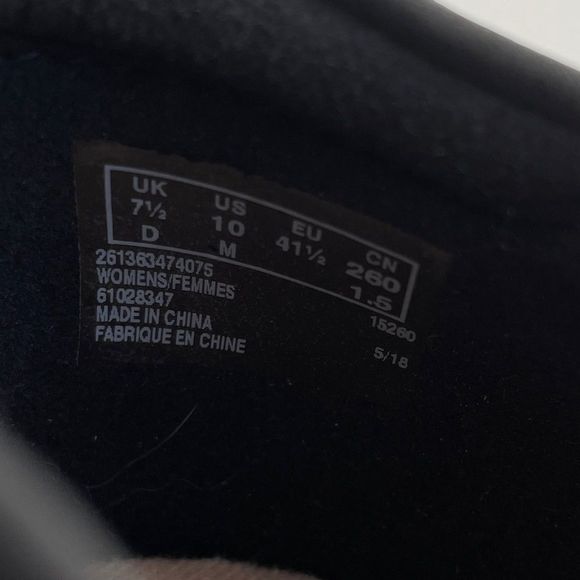 UK US EU CN
7½ 10 41½ 260
D M 1.5
261363474075
WOMENS/FEMMES
61028347 15260
MADE IN CHINA
FABRIQUE EN CHINE 5/18